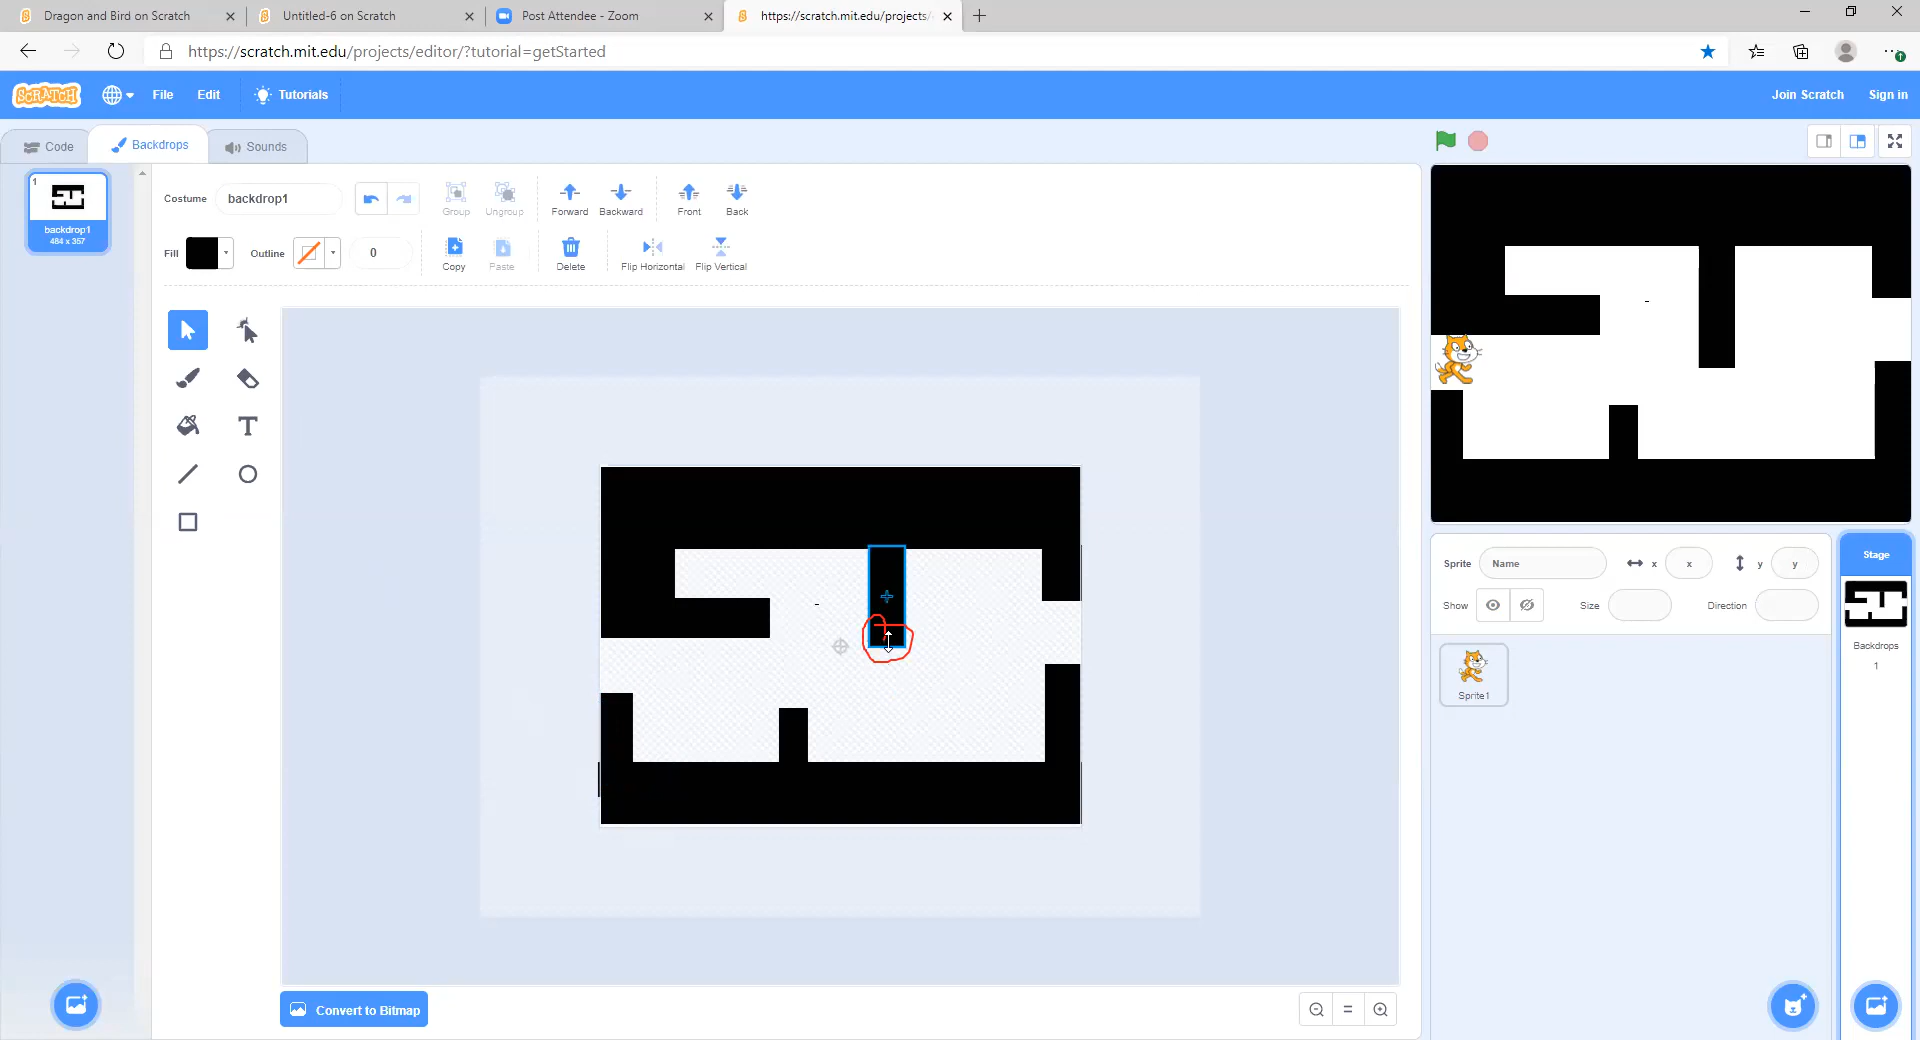 Dragon and Bird on Scratch
Untitled-6 on Scratch
Post Attendee - Zoom
https://scratch.mit.edu/projects/
https://scratch.mit.edu/projects/editor/?tutorial=getStarted
SCRATCH
File
Edit
Tutorials
Join Scratch
Sign in
Code
Backdrops
Sounds
1
backdrop1
484 x 357
Costume
backdrop1
Group
Ungroup
Forward
Backward
Front
Back
Fill
Outline
0
Copy
Paste
Delete
Flip Horizontal
Flip Vertical
Convert to Bitmap
Sprite
Name
x
x
y
y
Show
Size
Direction
Sprite1
Stage
Backdrops
1